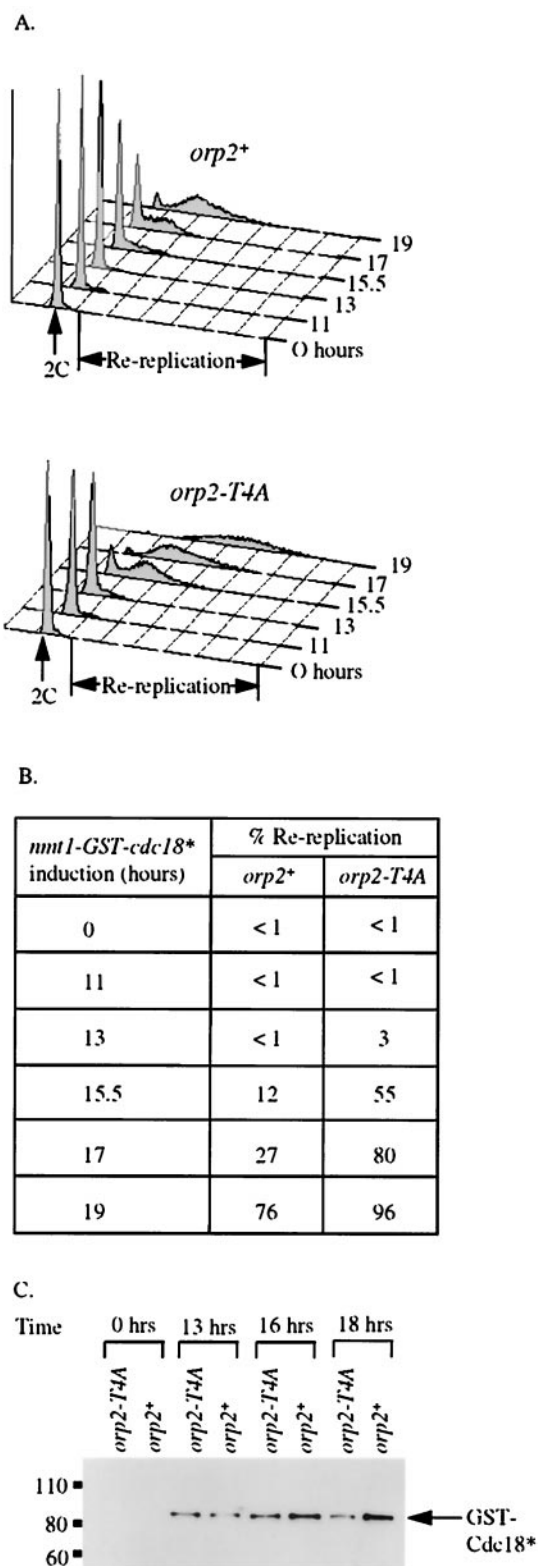 A.
orp2+
19
17
15.5
13
11
0 hours
2C
Re-replication
orp2-T4A
19
17
15.5
13
11
0 hours
2C
Re-replication
B.
nmt1-GST-cdc18* induction (hours) % Re-replication
orp2+ orp2-T4A
0 < 1 < 1
11 < 1 < 1
13 < 1 3
15.5 12 55
17 27 80
19 76 96
C.
Time 0 hrs 13 hrs 16 hrs 18 hrs
orp2-T4A orp2+ orp2-T4A orp2+ orp2-T4A orp2+ orp2-T4A orp2+
110
80
60
GST-
Cdc18*